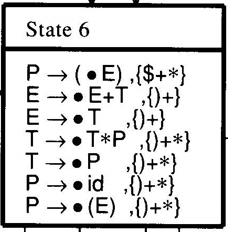 State 6
P → ( • E) ,{$+*}
E → • E+T ,{)+}
E → • T ,{)+}
T → • T*P ,{)+*}
T → • P ,{)+*}
P → • id ,{)+*}
P → • (E) ,{)+*}